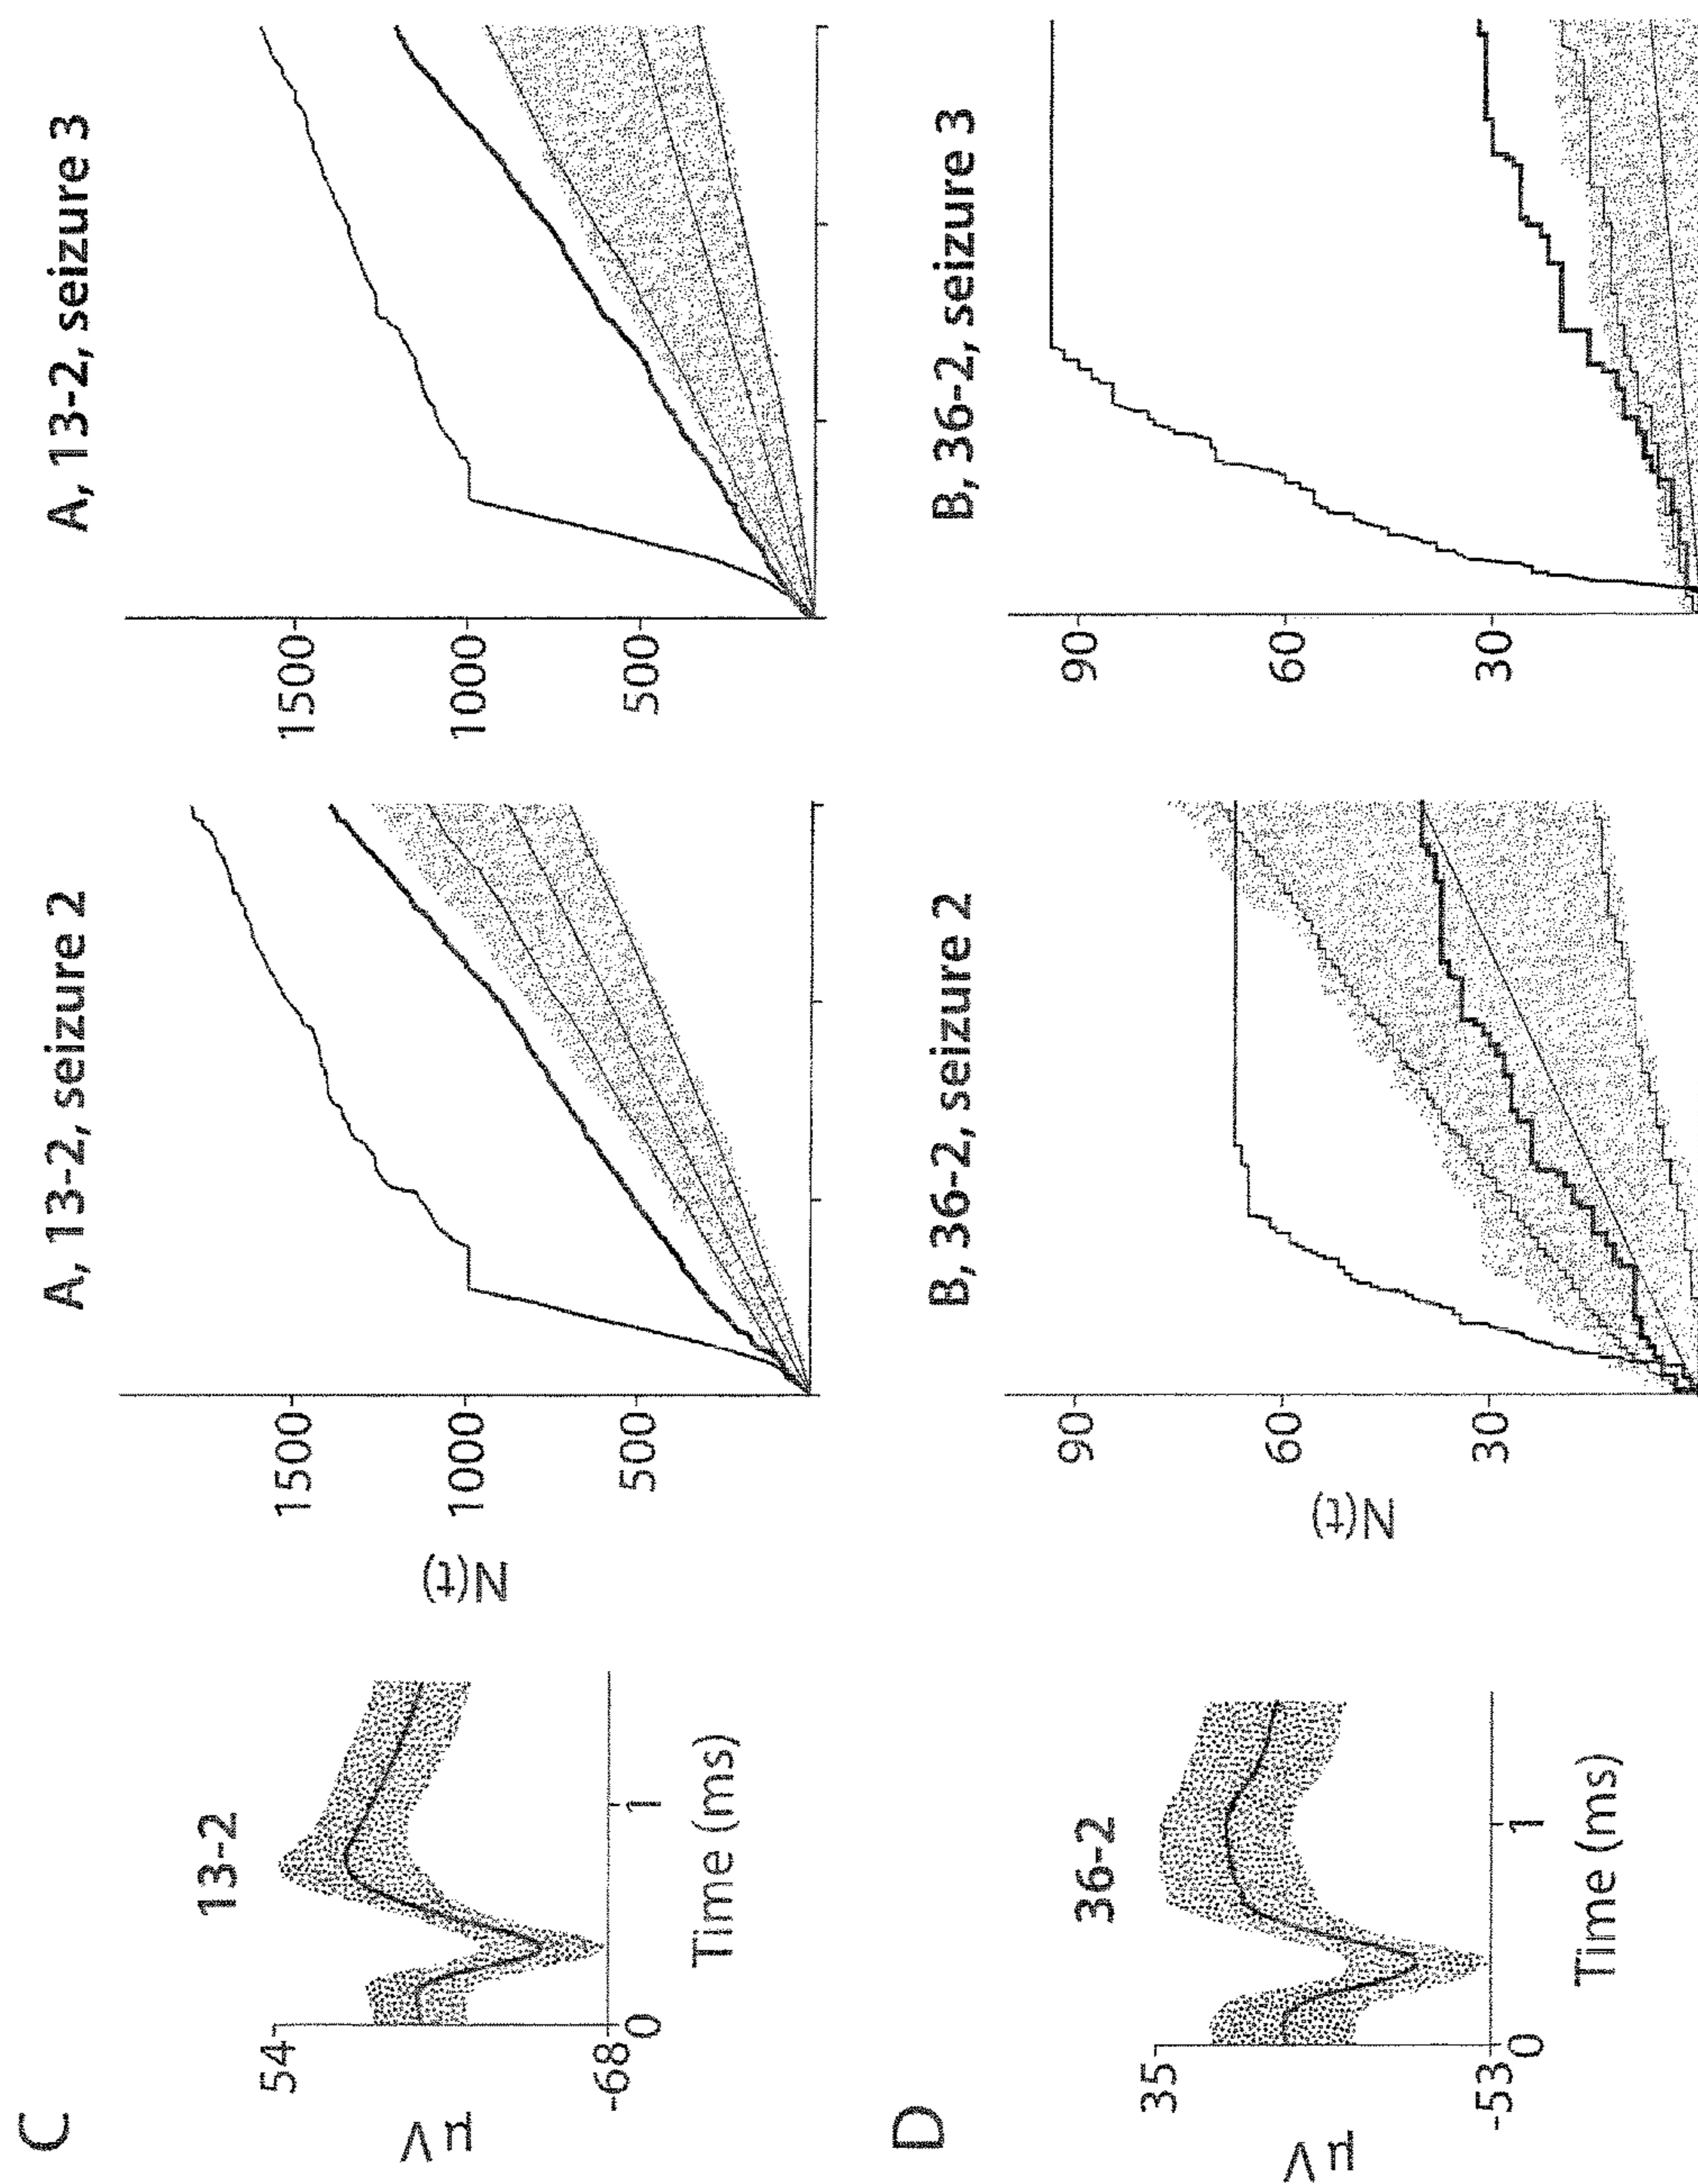 C
13-2
54
-68
µV
0
1
Time (ms)
A, 13-2, seizure 2
N(t)
1500
1000
500
A, 13-2, seizure 3
1500
1000
500
D
36-2
35
-53
µV
0
1
Time (ms)
B, 36-2, seizure 2
N(t)
90
60
30
B, 36-2, seizure 3
90
60
30